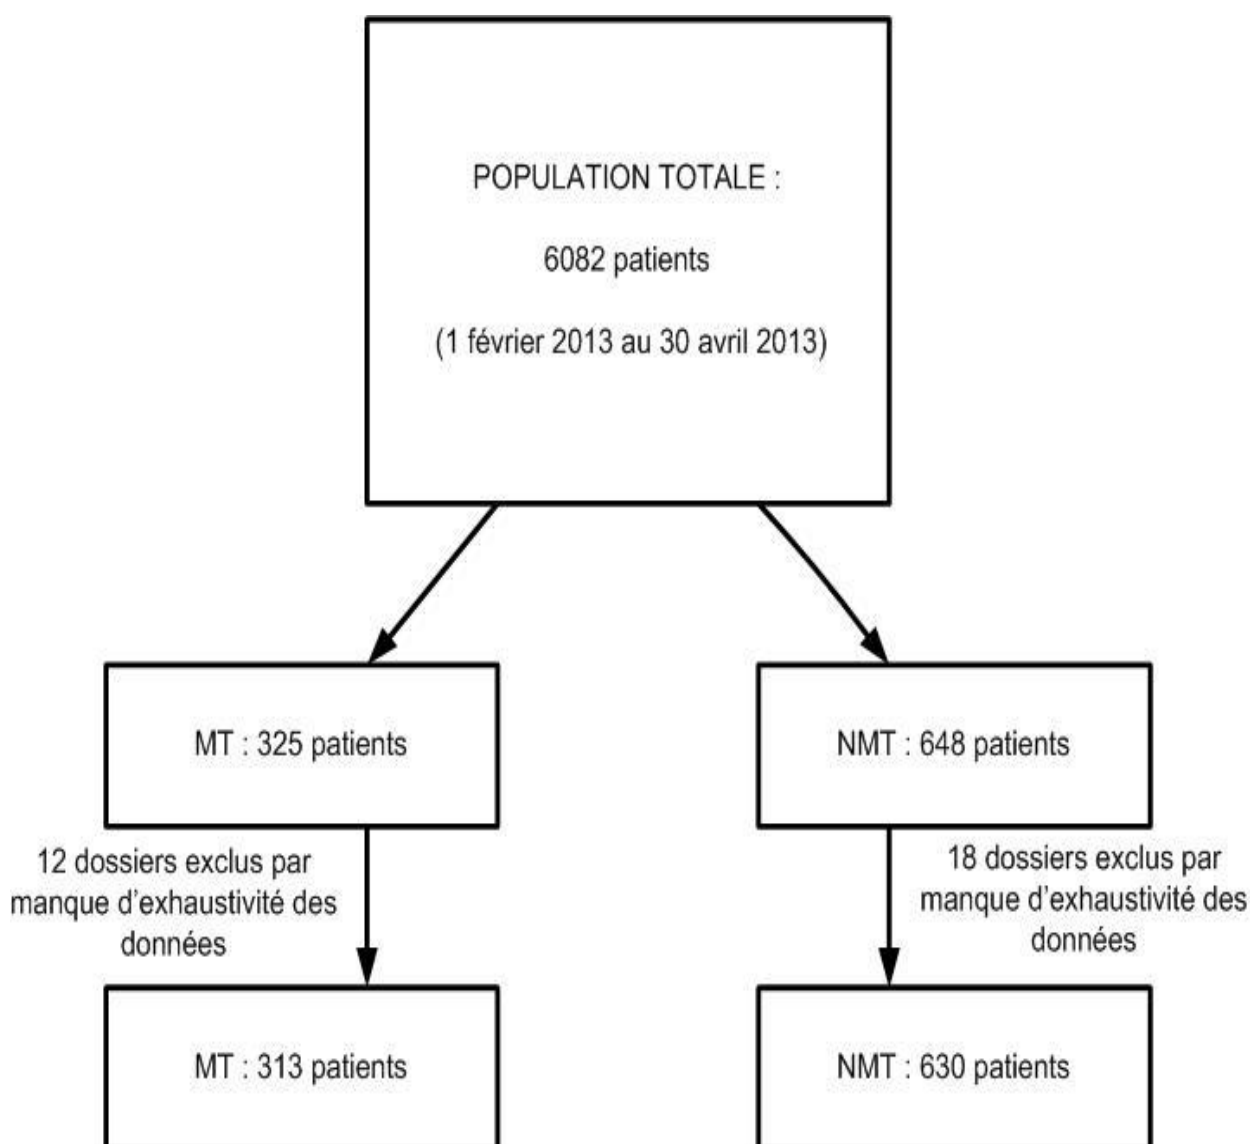 POPULATION TOTALE :
6082 patients
(1 février 2013 au 30 avril 2013)
MT : 325 patients
NMT : 648 patients
12 dossiers exclus par
manque d'exhaustivité des
données
18 dossiers exclus par
manque d'exhaustivité des
données
MT : 313 patients
NMT : 630 patients